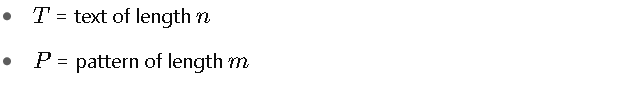 • T = text of length n
• P = pattern of length m